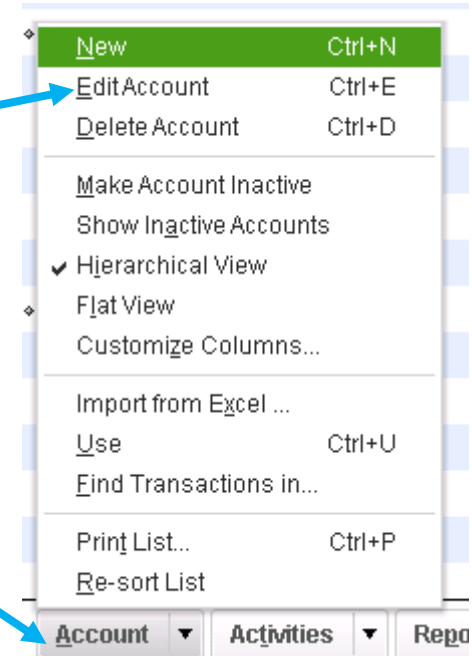 New Ctrl+N
Edit Account Ctrl+E
Delete Account Ctrl+D
Make Account Inactive
Show Inactive Accounts
Hierarchical View
Flat View
Customize Columns...
Import from Excel ...
Use Ctrl+U
Find Transactions in...
Print List... Ctrl+P
Re-sort List
Account Activities Repo